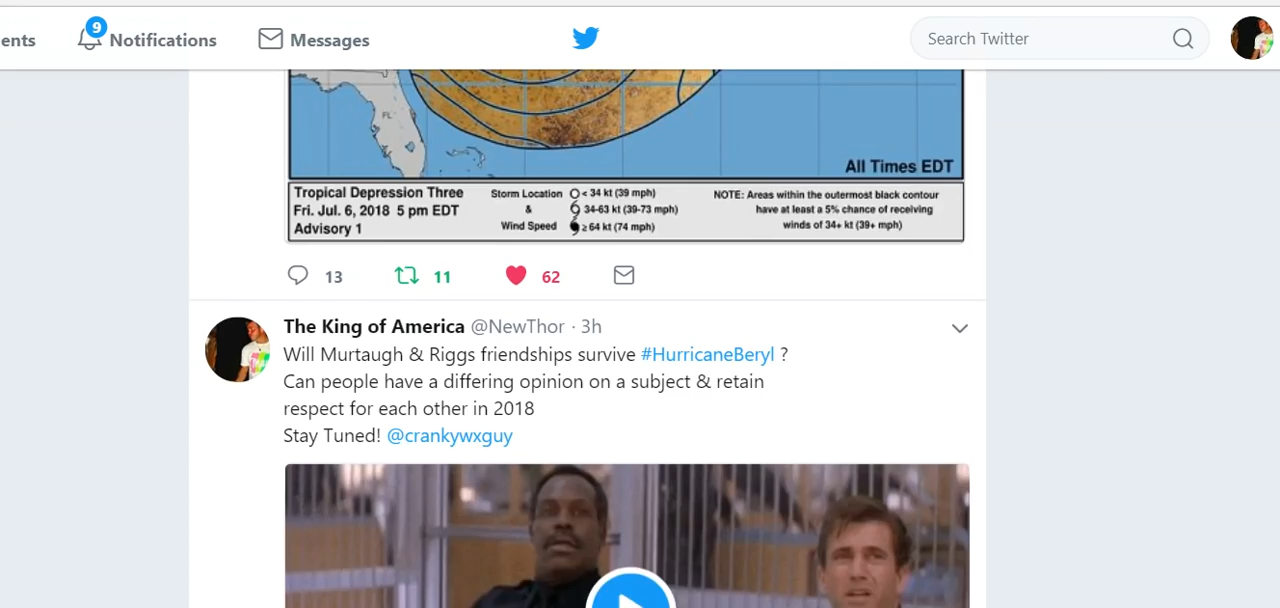 ents
9
Notifications
Messages
Search Twitter
FL
All Times EDT
Tropical Depression Three
Fri. Jul. 6, 2018 5 pm EDT
Advisory 1
Storm Location
&
Wind Speed
< 34 kt (39 mph)
34-63 kt (39-73 mph)
≥ 64 kt (74 mph)
NOTE: Areas within the outermost black contour
have at least a 5% chance of receiving
winds of 34+ kt (39+ mph)
13
11
62
The King of America @NewThor · 3h
Will Murtaugh & Riggs friendships survive #HurricaneBeryl ?
Can people have a differing opinion on a subject & retain
respect for each other in 2018
Stay Tuned! @crankywxguy